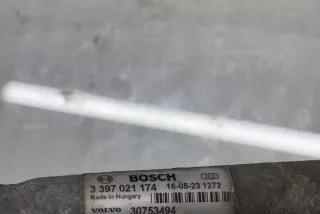 BOSCH
3 397 021 174 16-05-23 1272
Made in Hungary
VOLVO 30753494